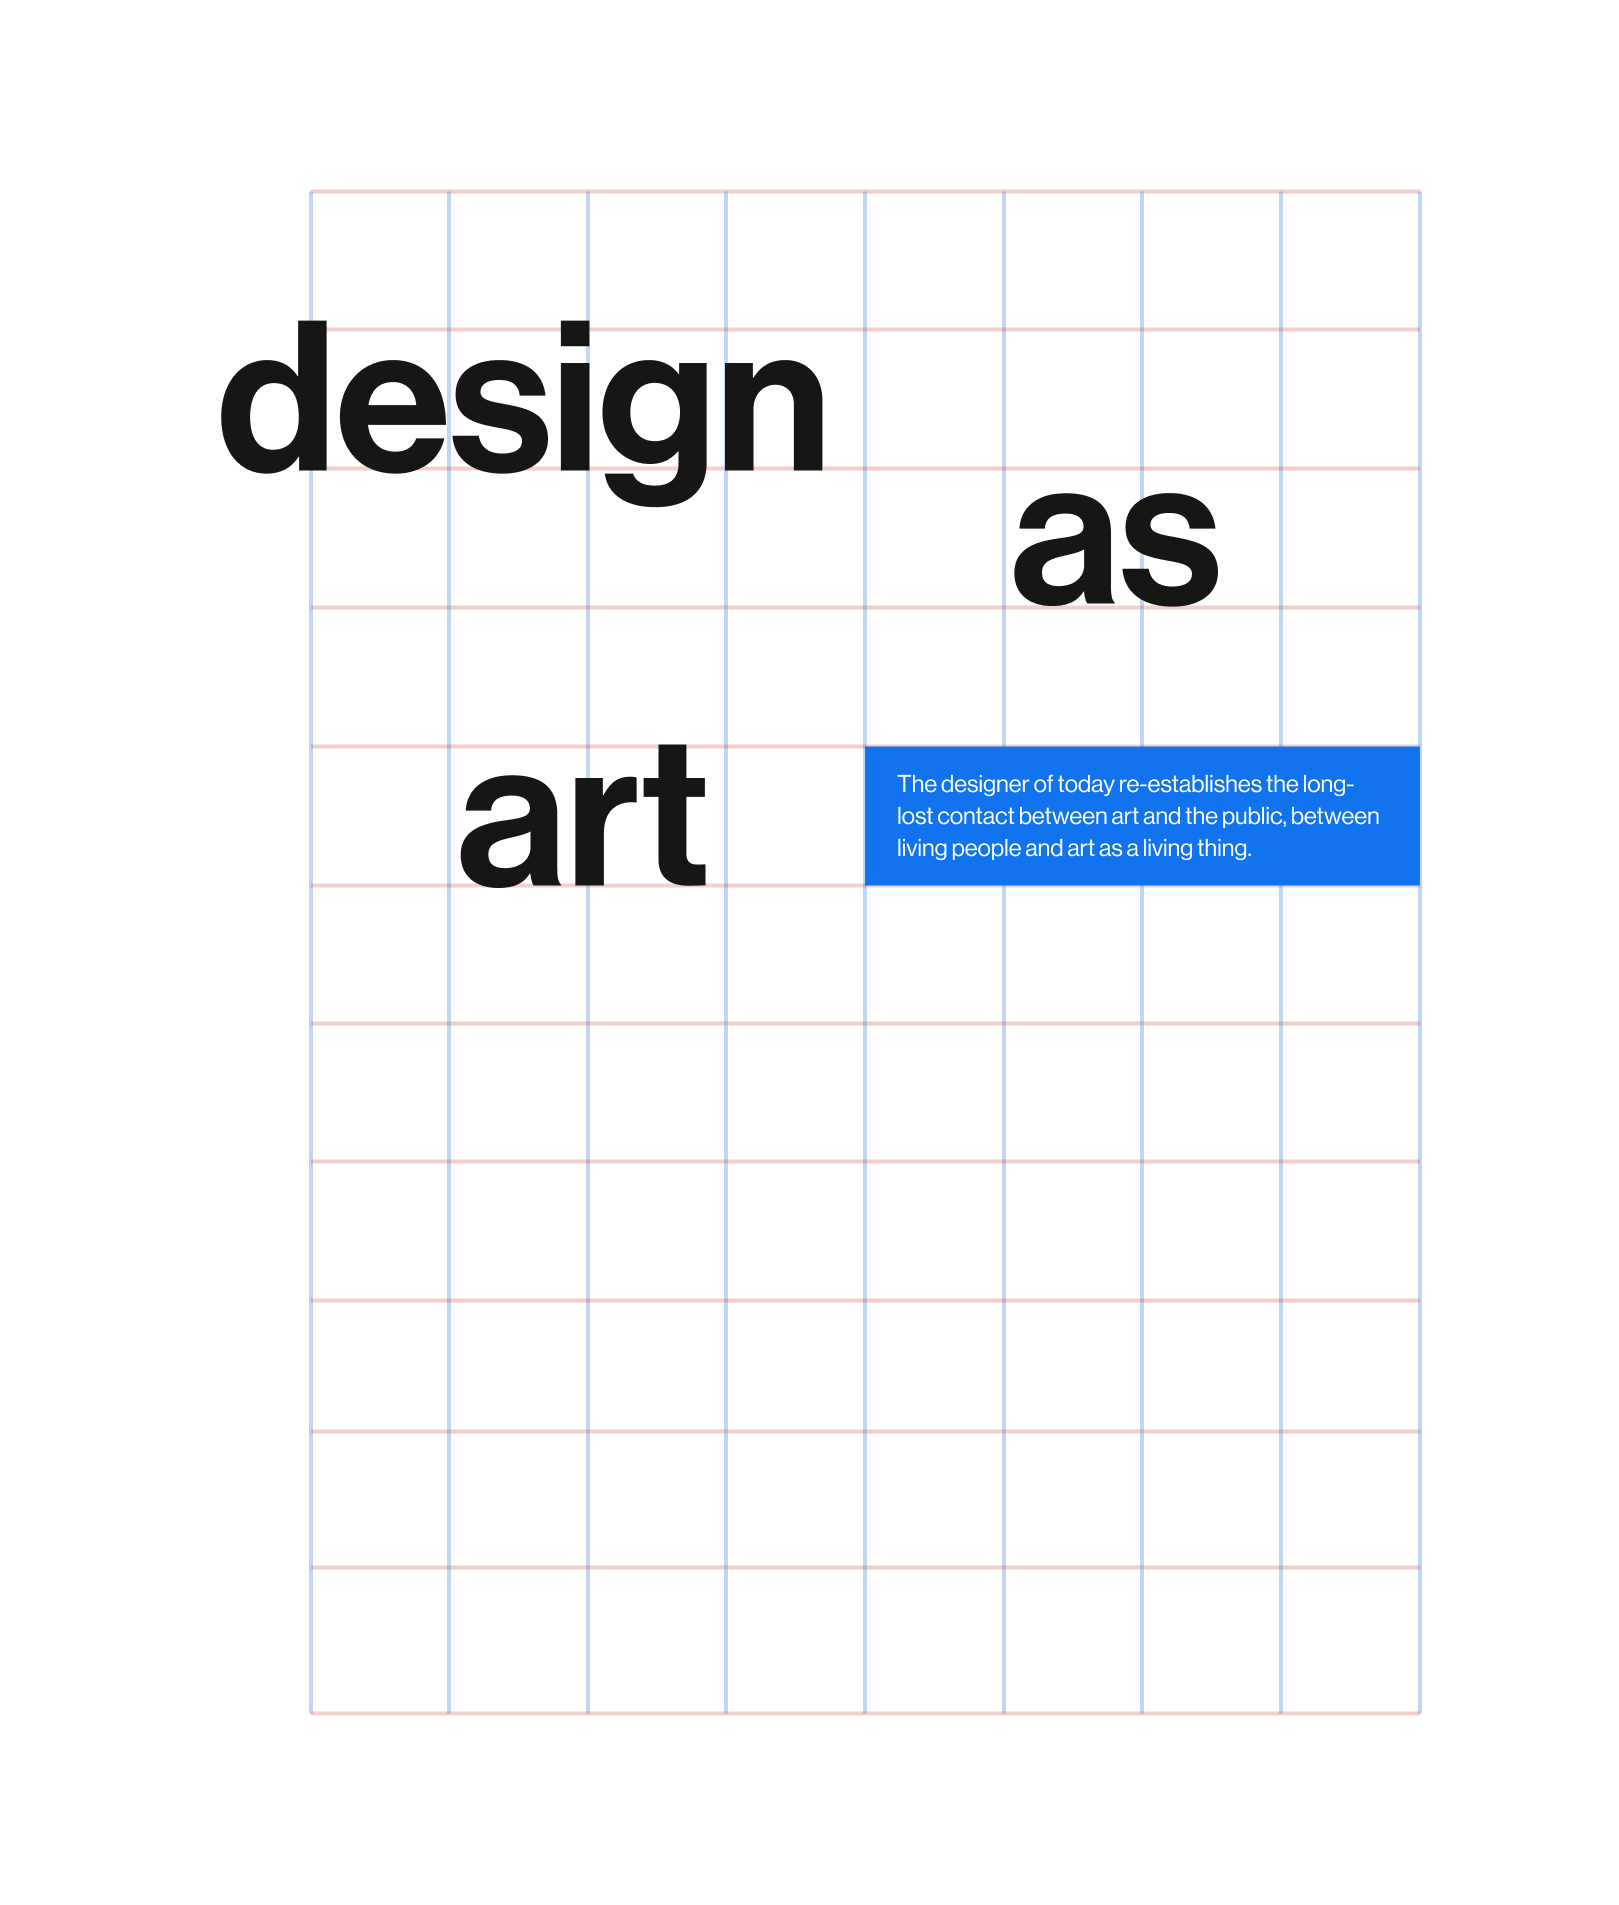 design
as
art
The designer of today re-establishes the long-
lost contact between art and the public, between
living people and art as a living thing.